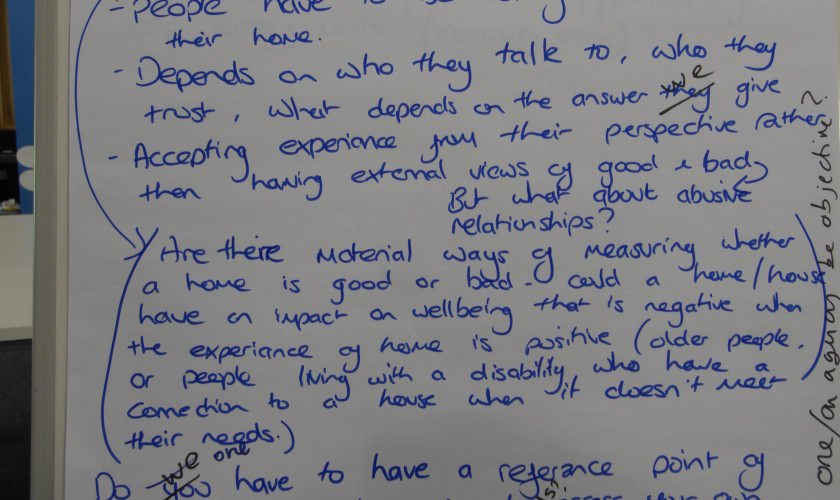 - People have to
their home.
- Depends on who they talk to, who they
trust, what depends on the answer they we give
- Accepting experience from their perspective rather
then having external views of good & bad
But what about abusive
relationships?
Are there material ways of measuring whether
a home is good or bad - could a home/house
have an impact on wellbeing that is negative when
the experiance of home is positive (older people,
or people living with a disability, who have a
connection to a house when it doesn't meet
their needs.)
Do you we one have to have a referance point of
one/an be objective?